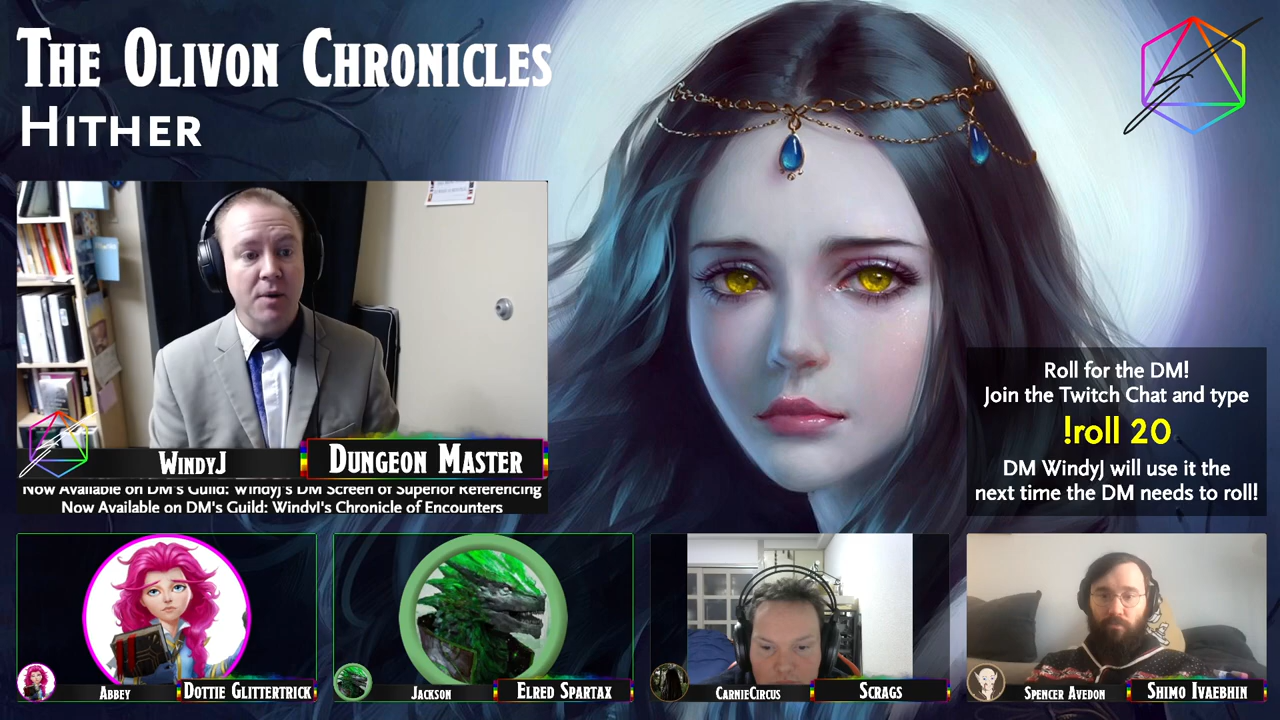 The Olivon Chronicles
Hither
WindyJ
Dungeon Master
Now Available on DM's Guild: WindyJ's DM Screen of Superior Referencing
Now Available on DM's Guild: WindyJ's Chronicle of Encounters
Roll for the DM!
Join the Twitch Chat and type
!roll 20
DM WindyJ will use it the
next time the DM needs to roll!
Abbey
Dottie Glittertrick
Jackson
Elred Spartax
CarnieCircus
Scrags
Spencer Avedon
Shimo Ivaebhin